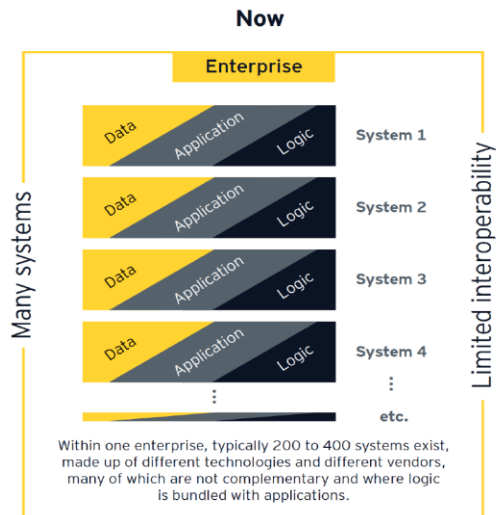 Now
Enterprise
Many systems
Limited interoperability
Data Application Logic System 1
Data Application Logic System 2
Data Application Logic System 3
Data Application Logic System 4
⋮ ⋮
etc.
Within one enterprise, typically 200 to 400 systems exist,
made up of different technologies and different vendors,
many of which are not complementary and where logic
is bundled with applications.